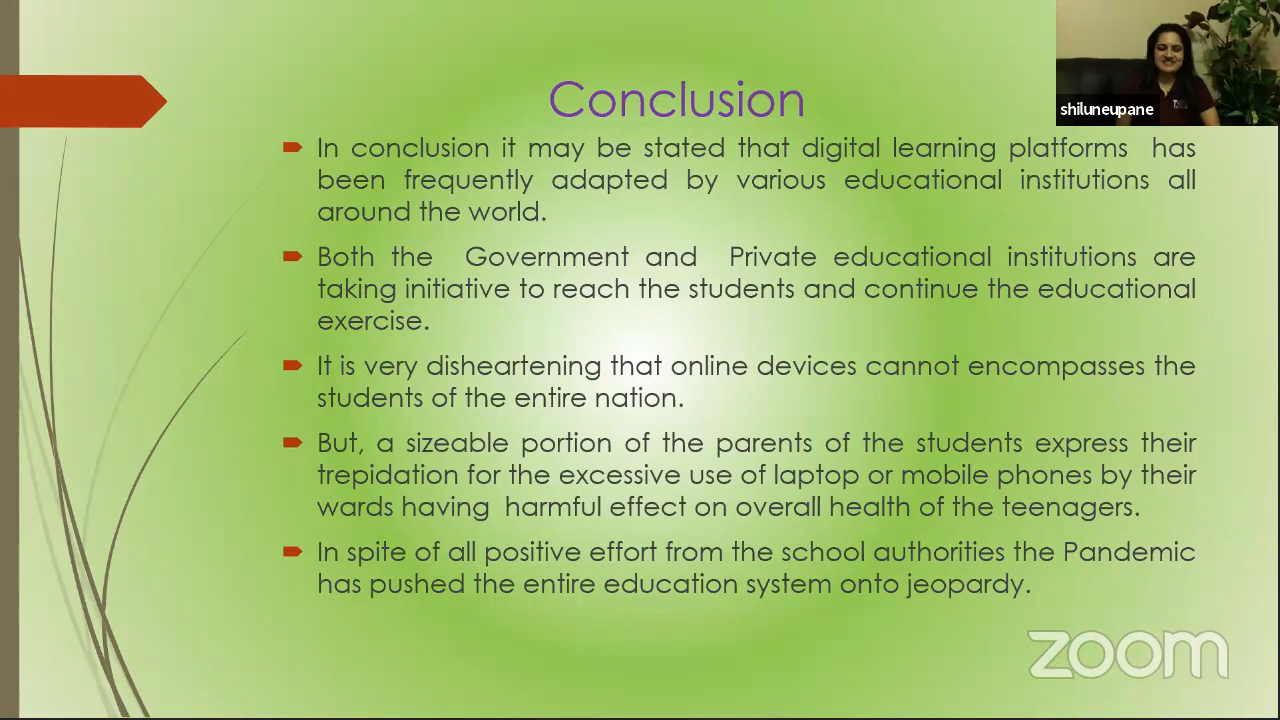 Conclusion
shiluneupane
In conclusion it may be stated that digital learning platforms has
been frequently adapted by various educational institutions all
around the world.
Both the Government and Private educational institutions are
taking initiative to reach the students and continue the educational
exercise.
It is very disheartening that online devices cannot encompasses the
students of the entire nation.
But, a sizeable portion of the parents of the students express their
trepidation for the excessive use of laptop or mobile phones by their
wards having harmful effect on overall health of the teenagers.
In spite of all positive effort from the school authorities the Pandemic
has pushed the entire education system onto jeopardy.
zoom